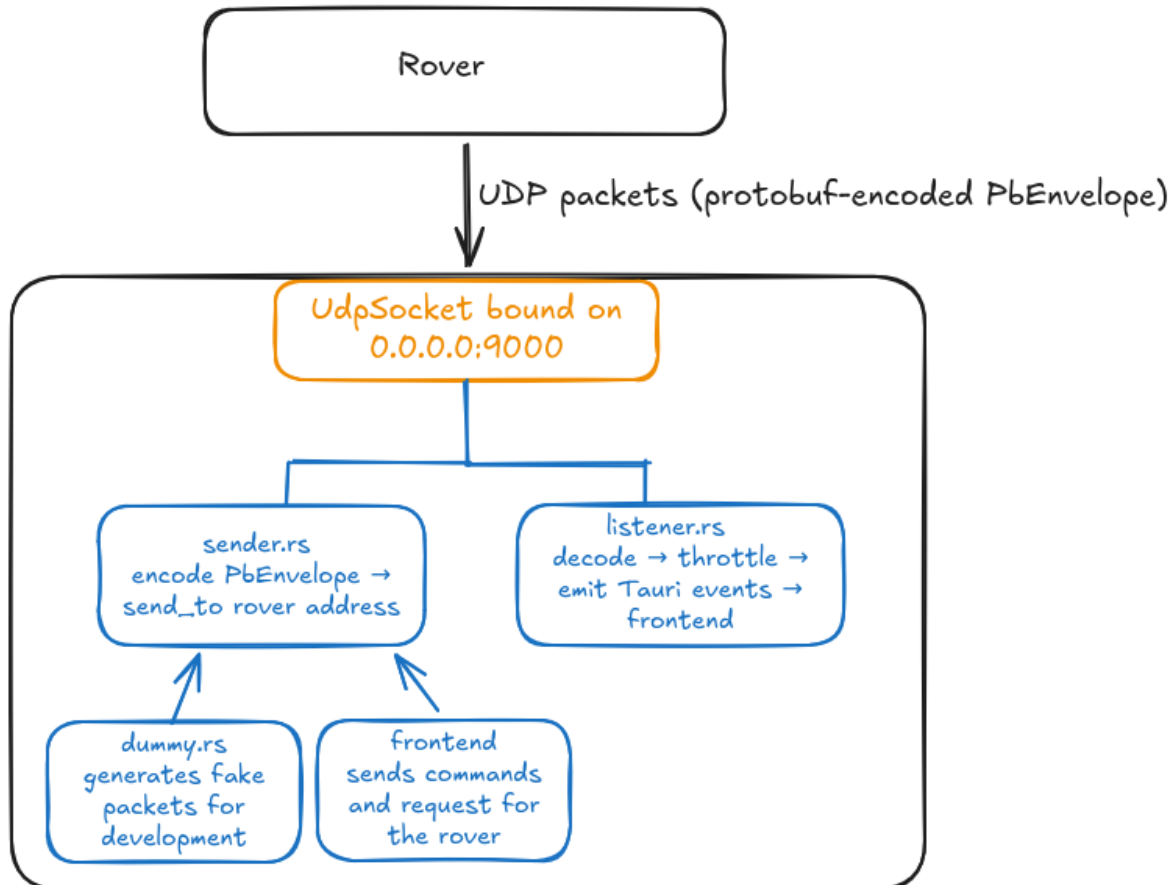 Rover
UDP packets (protobuf-encoded PbEnvelope)
UdpSocket bound on
0.0.0.0:9000
sender.rs
encode PbEnvelope →
send_to rover address
listener.rs
decode → throttle →
emit Tauri events →
frontend
dummy.rs
generates fake
packets for
development
frontend
sends commands
and request for
the rover